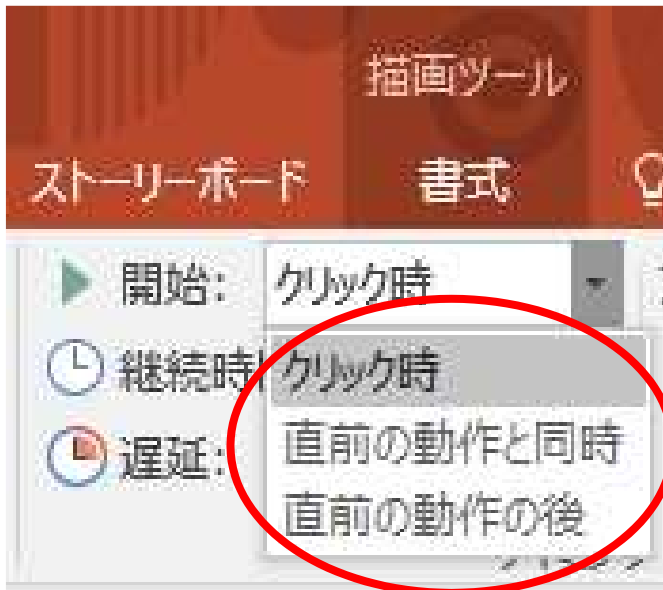 描画ツール
ストーリーボード 書式
開始: クリック時
継続時 クリック時
遅延: 直前の動作と同時
直前の動作の後